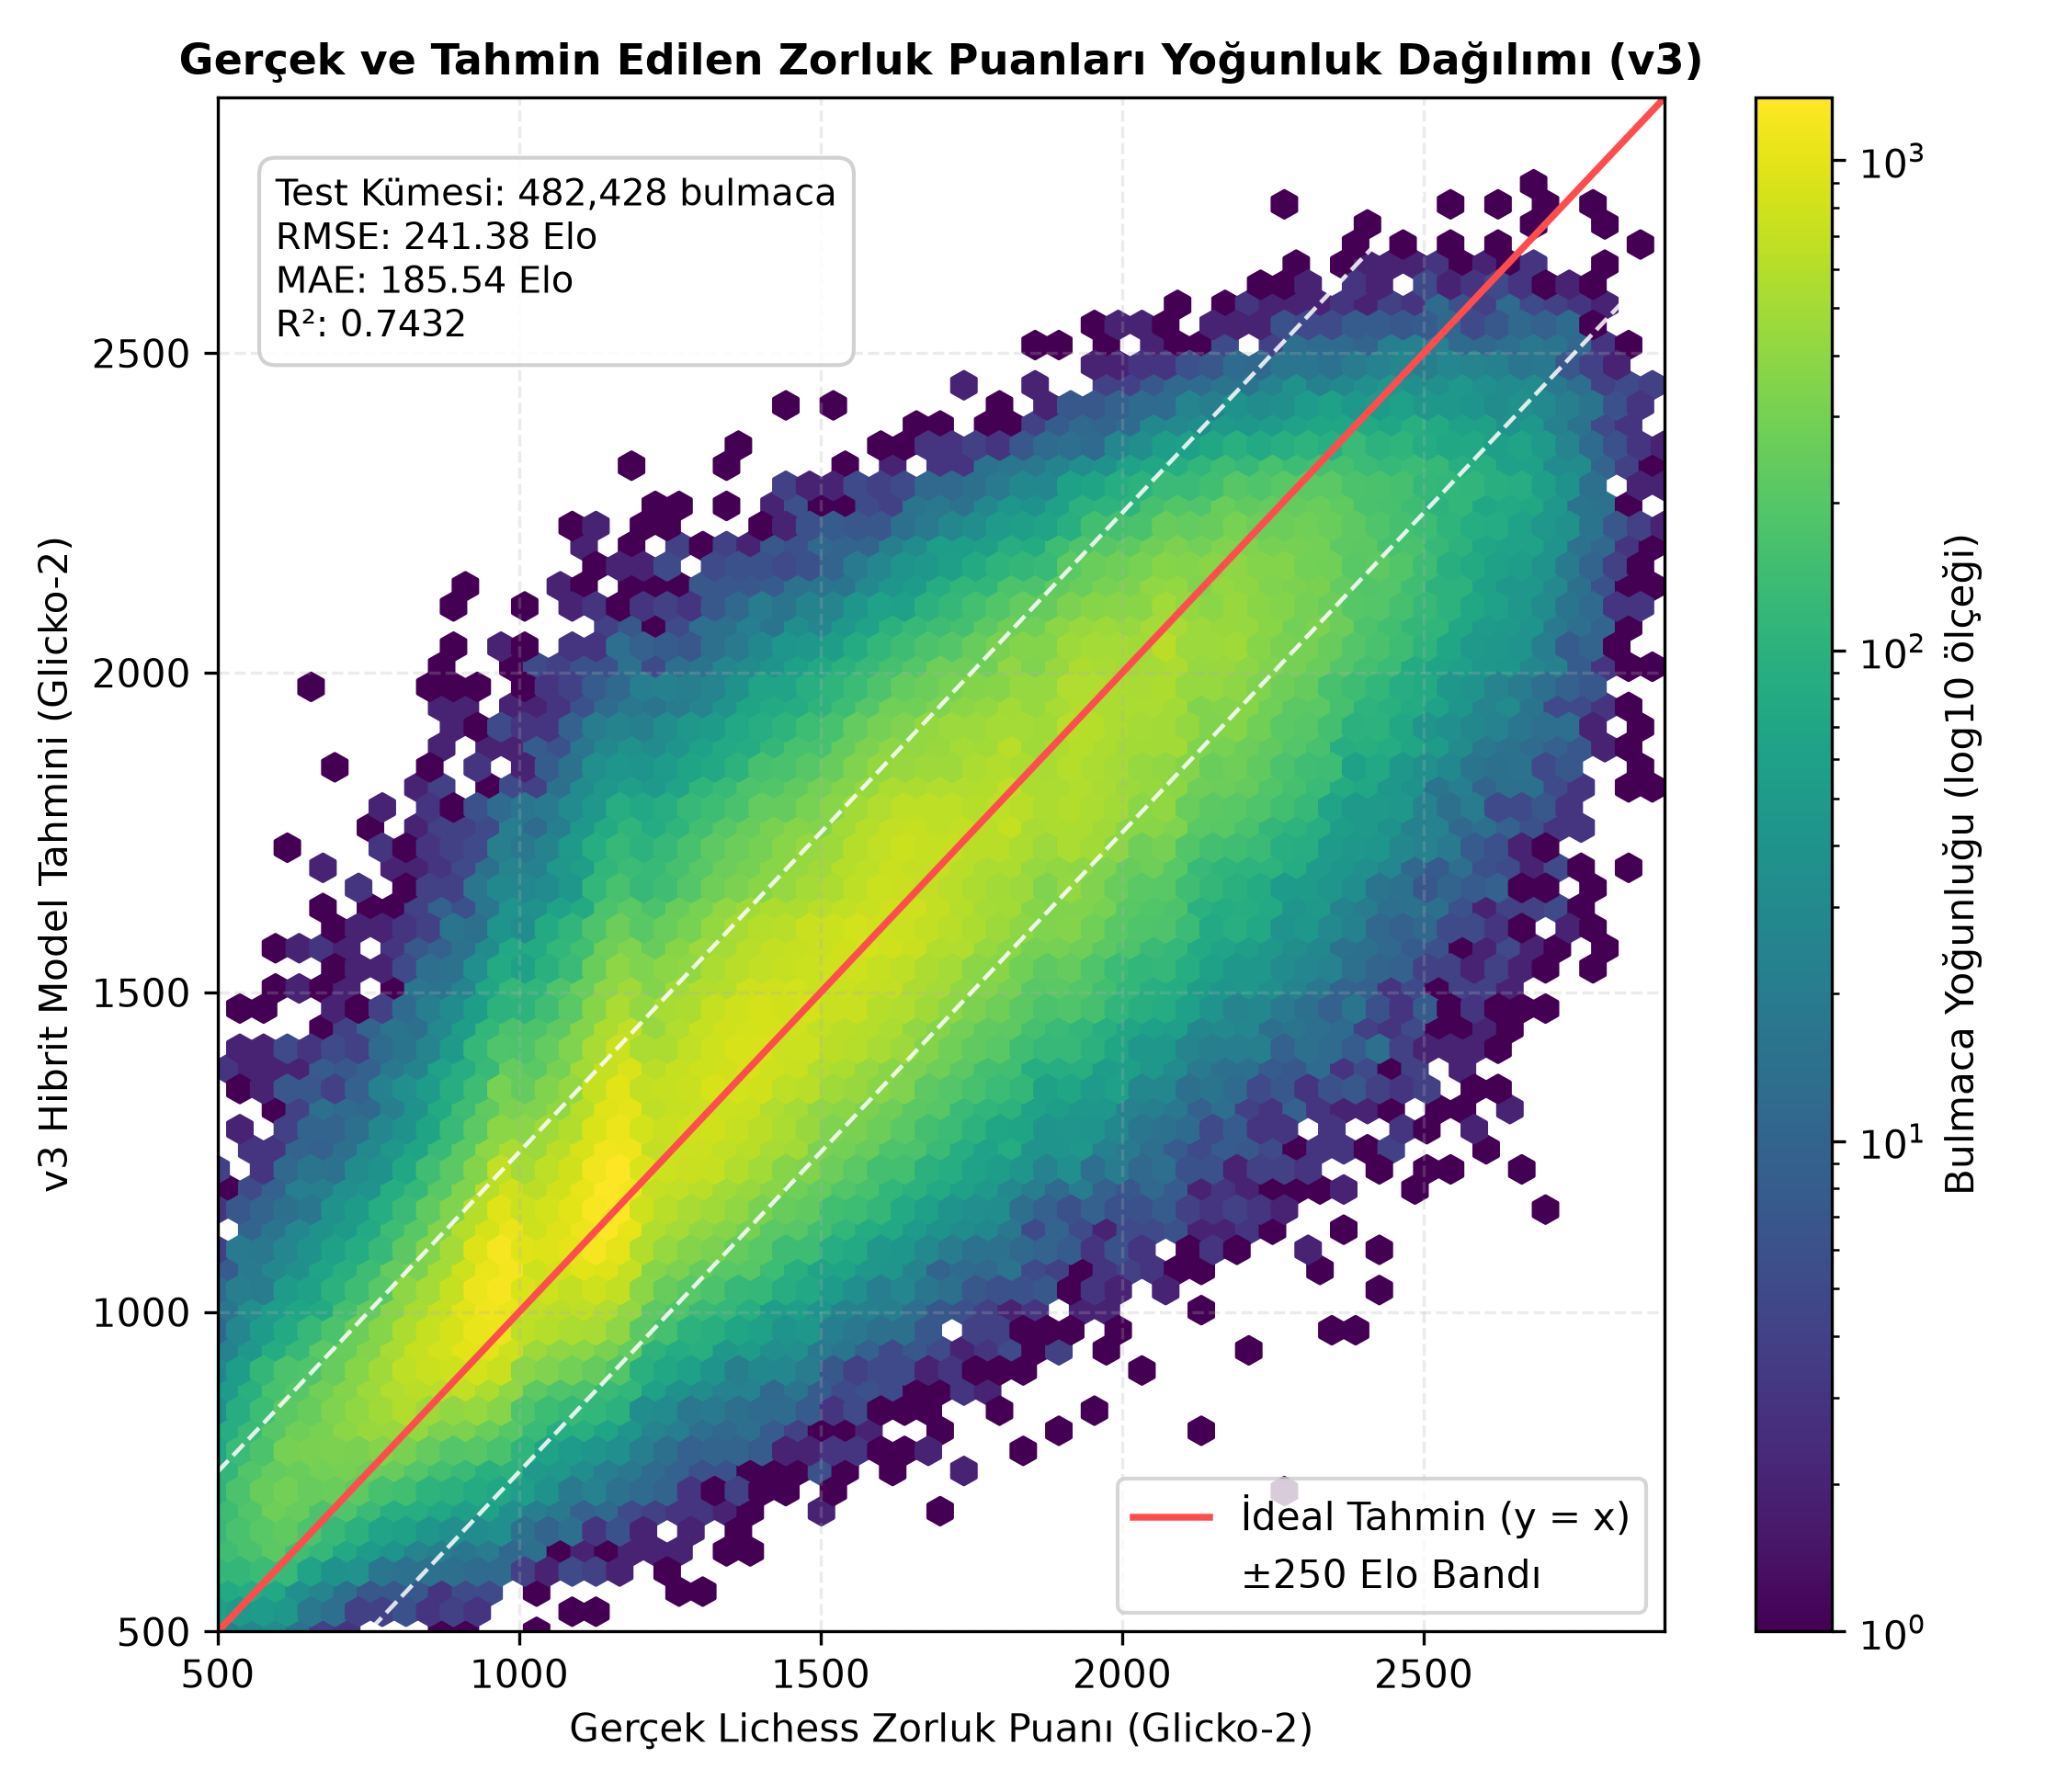 Gerçek ve Tahmin Edilen Zorluk Puanları Yoğunluk Dağılımı (v3)
Test Kümesi: 482,428 bulmaca
RMSE: 241.38 Elo
MAE: 185.54 Elo
R²: 0.7432
v3 Hibrit Model Tahmini (Glicko-2)
2500
2000
1500
1000
500
500
1000
1500
2000
2500
Gerçek Lichess Zorluk Puanı (Glicko-2)
İdeal Tahmin (y = x)
±250 Elo Bandı
10³
10²
10¹
10⁰
Bulmaca Yoğunluğu (log10 ölçeği)